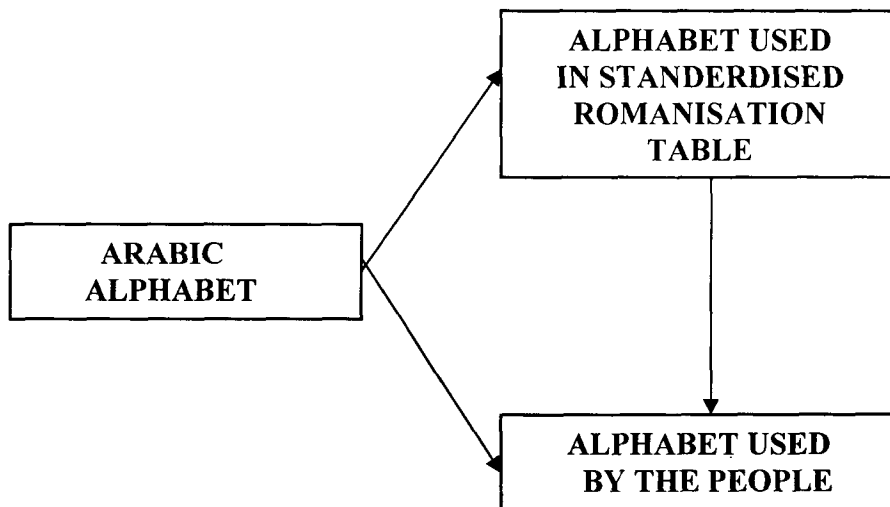 ALPHABET USED
IN STANDERDISED
ROMANISATION
TABLE
ARABIC
ALPHABET
ALPHABET USED
BY THE PEOPLE